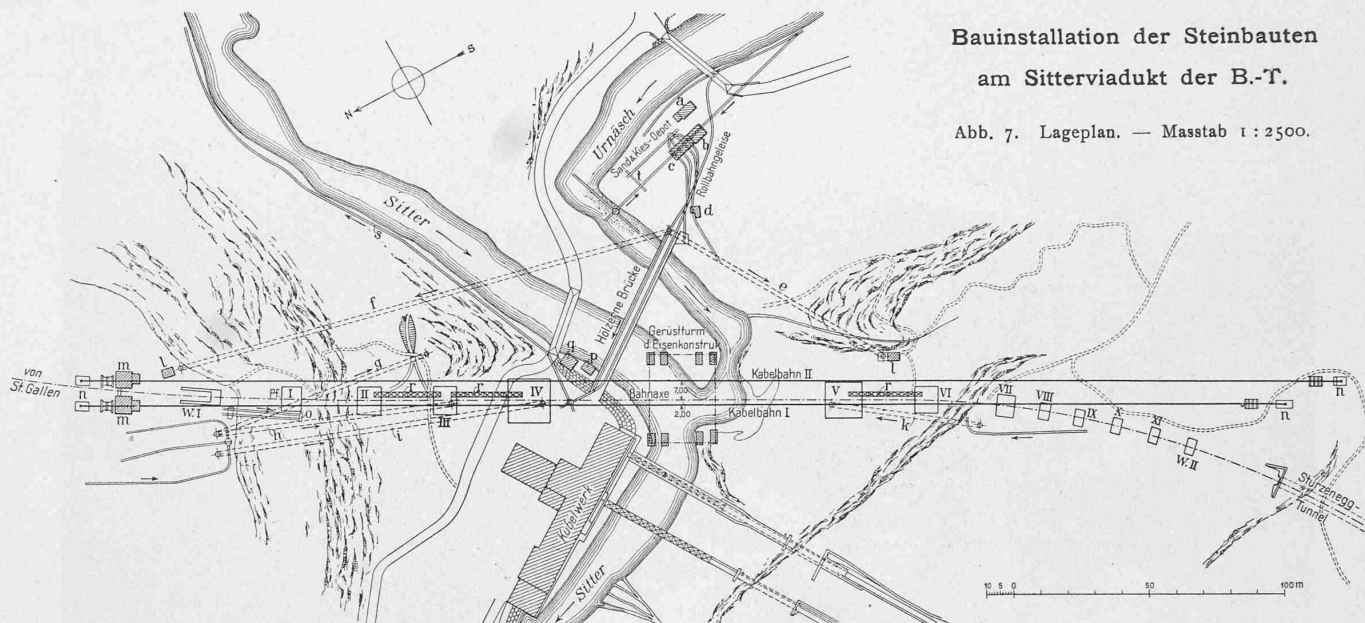 Bauinstallation der Steinbauten
am Sitterviadukt der B.-T.
Abb. 7. Lageplan. — Masstab 1 : 2500.
N
S
Urnäsch
a
Sand & Kies-Depot
b
c
t
Rollbahngeleise
d
Sitter
s
e
f
Hölzerne Brücke
Gerüstturm
d. Eisenkonstruk.
l
g
l
q
p
von
St. Gallen
m
n
m
W. I
Pf.
I
o
II
r
III
r
IV
Bahnaxe
7,00
2,00
Kabelbahn II
Kabelbahn I
V
r
VI
VII
VIII
IX
X
XI
W. II
n
n
h
i
k
Kubelwerk
Sitter
Sturzenegg-
Tunnel
10 5 0 50 100 m